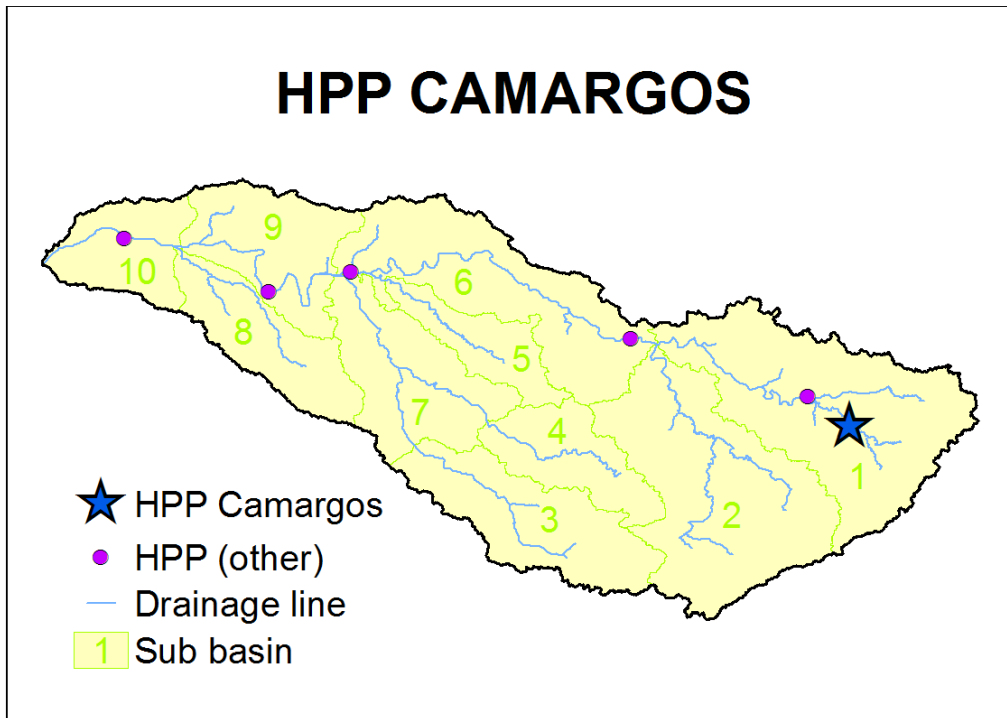 HPP CAMARGOS
9
10
6
8
5
7
4
1
3
2
HPP Camargos
HPP (other)
Drainage line
1 Sub basin